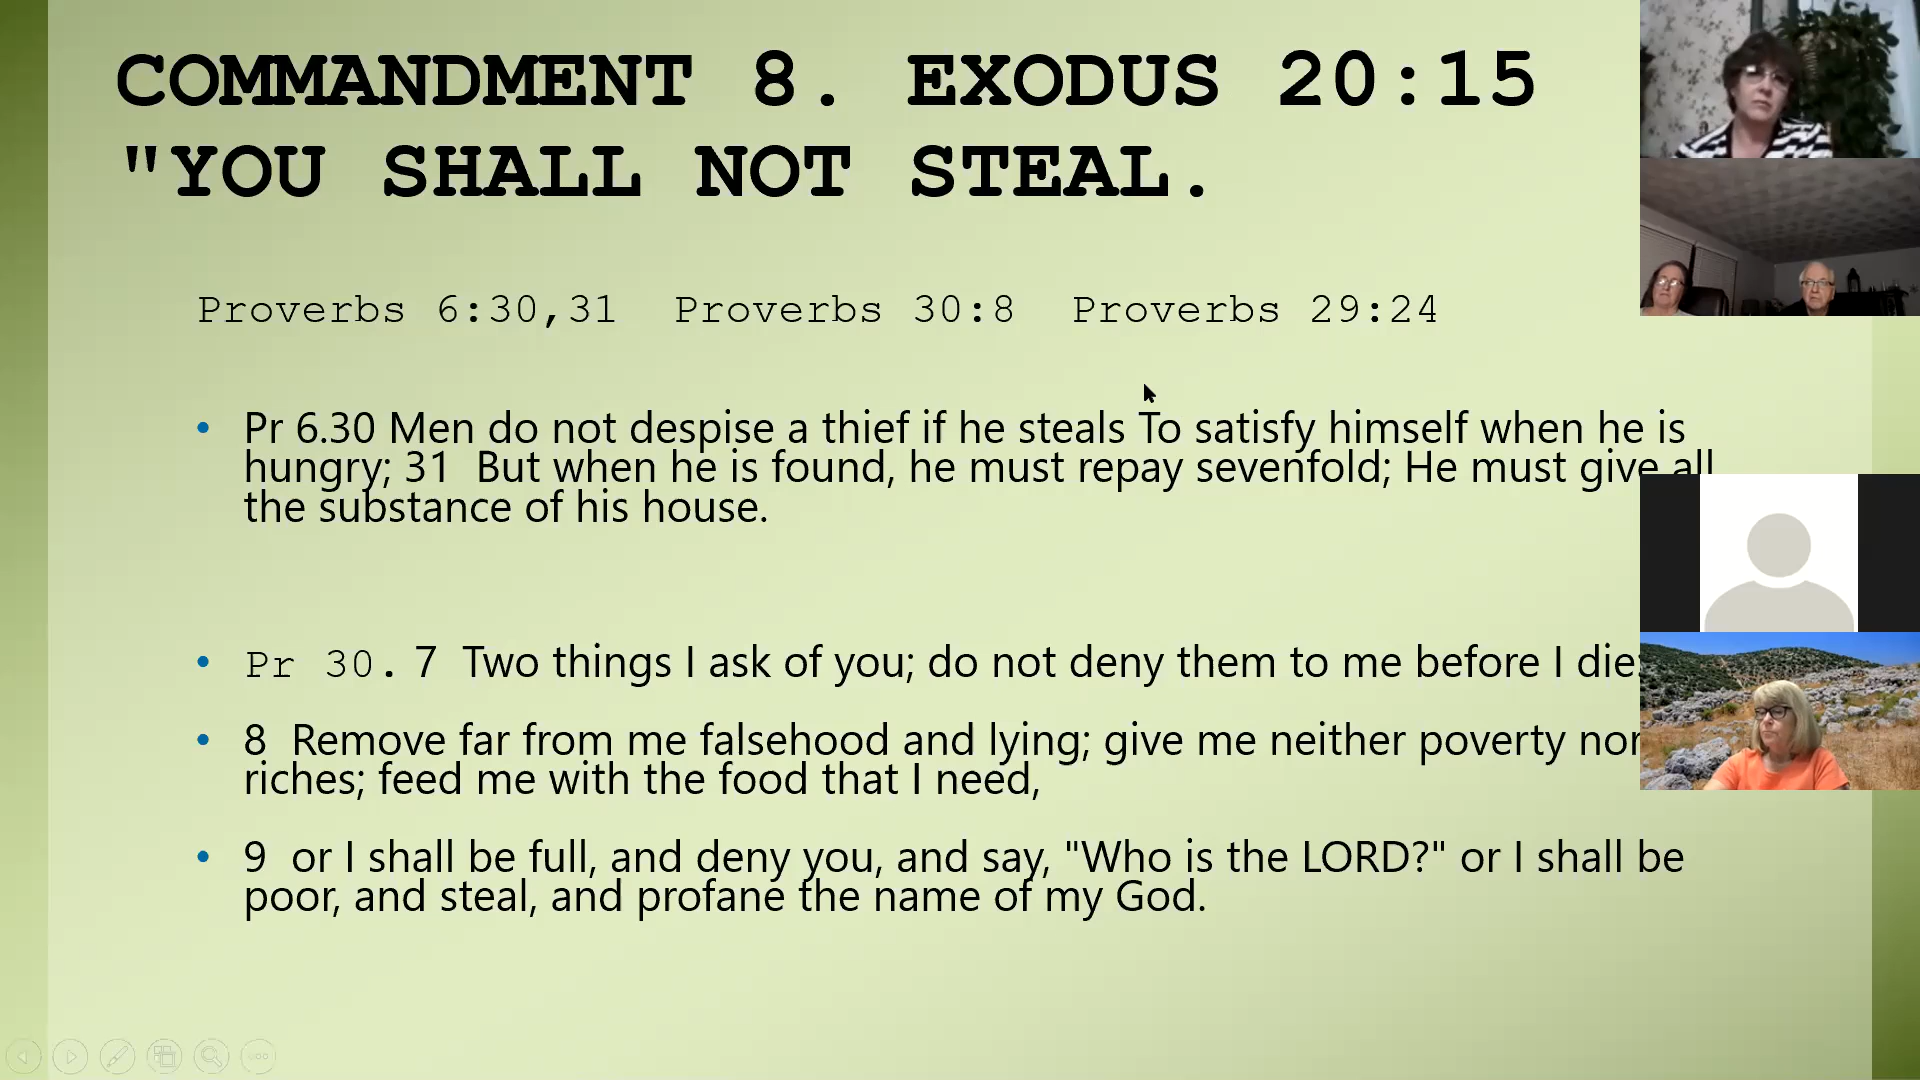 COMMANDMENT 8. EXODUS 20:15
"YOU SHALL NOT STEAL.
Proverbs 6:30,31 Proverbs 30:8 Proverbs 29:24
• Pr 6.30 Men do not despise a thief if he steals To satisfy himself when he is
hungry; 31 But when he is found, he must repay sevenfold; He must give all
the substance of his house.
• Pr 30. 7 Two things I ask of you; do not deny them to me before I die:
• 8 Remove far from me falsehood and lying; give me neither poverty nor
riches; feed me with the food that I need,
• 9 or I shall be full, and deny you, and say, "Who is the LORD?" or I shall be
poor, and steal, and profane the name of my God.